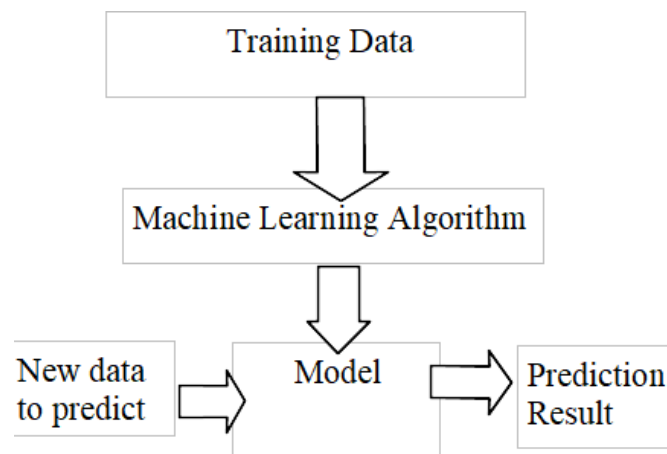 Training Data
Machine Learning Algorithm
New data
to predict
Model
Prediction
Result